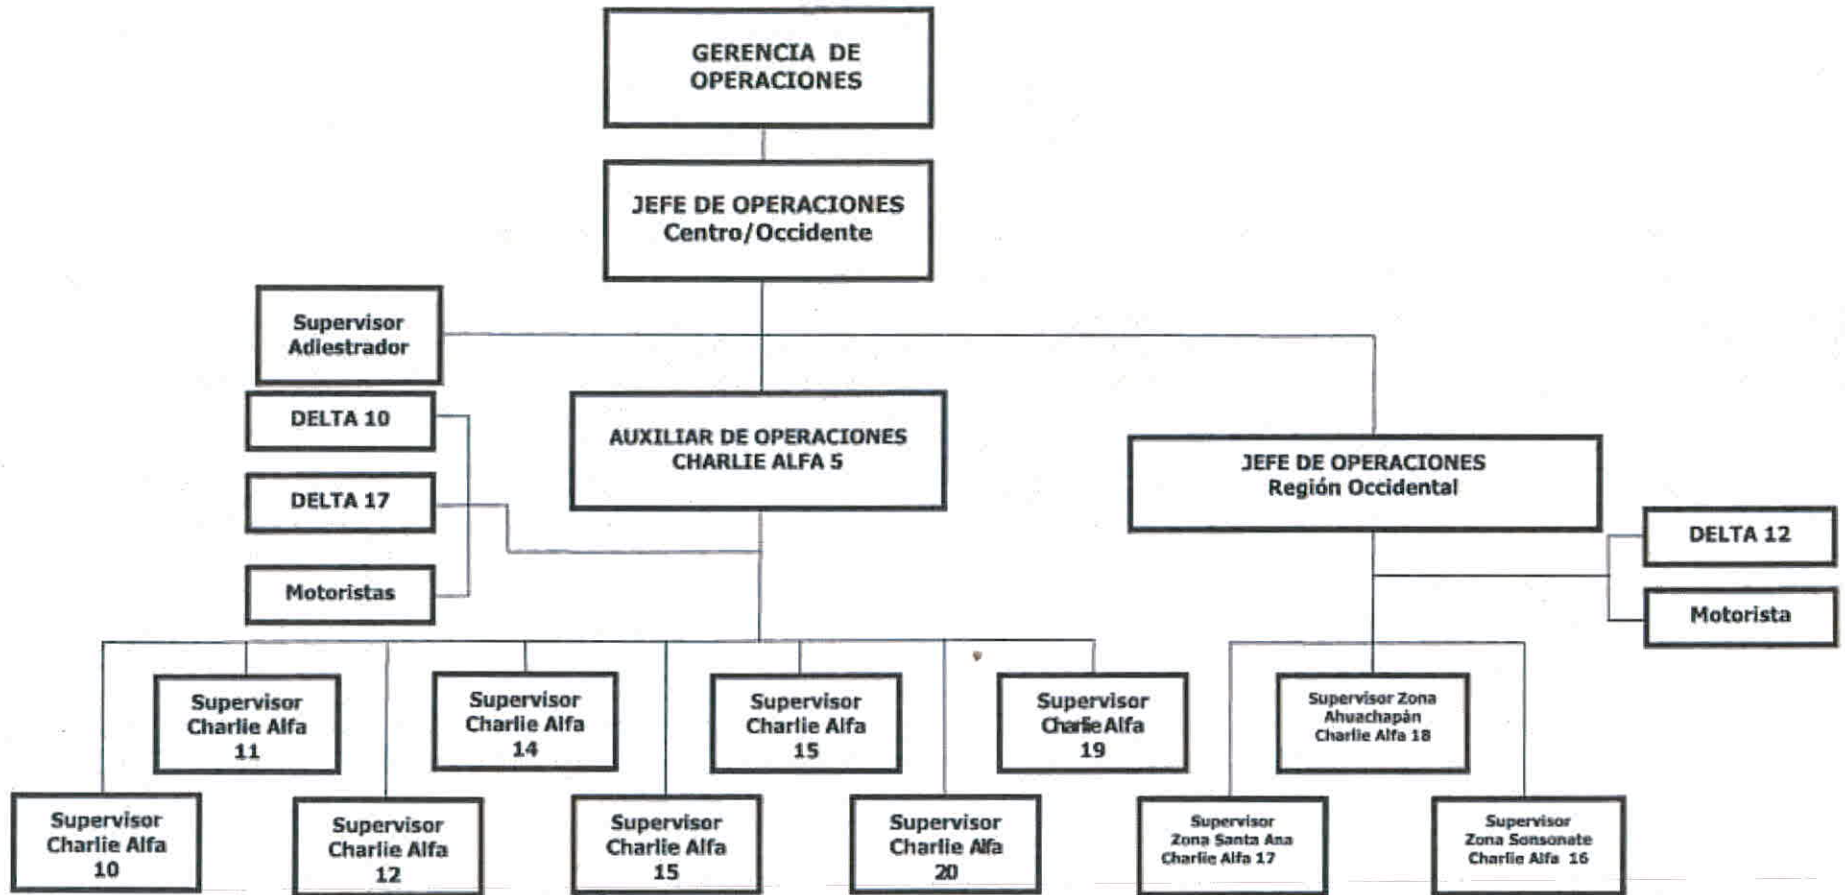 GERENCIA DE
OPERACIONES
JEFE DE OPERACIONES
Centro/Occidente
Supervisor
Adiestrador
DELTA 10
DELTA 17
Motoristas
AUXILIAR DE OPERACIONES
CHARLIE ALFA 5
JEFE DE OPERACIONES
Región Occidental
DELTA 12
Motorista
Supervisor
Charlie Alfa
11
Supervisor
Charlie Alfa
14
Supervisor
Charlie Alfa
15
Supervisor
Charlie Alfa
19
Supervisor Zona
Ahuachapán
Charlie Alfa 18
Supervisor
Charlie Alfa
10
Supervisor
Charlie Alfa
12
Supervisor
Charlie Alfa
15
Supervisor
Charlie Alfa
20
Supervisor
Zona Santa Ana
Charlie Alfa 17
Supervisor
Zona Sonsonate
Charlie Alfa 16